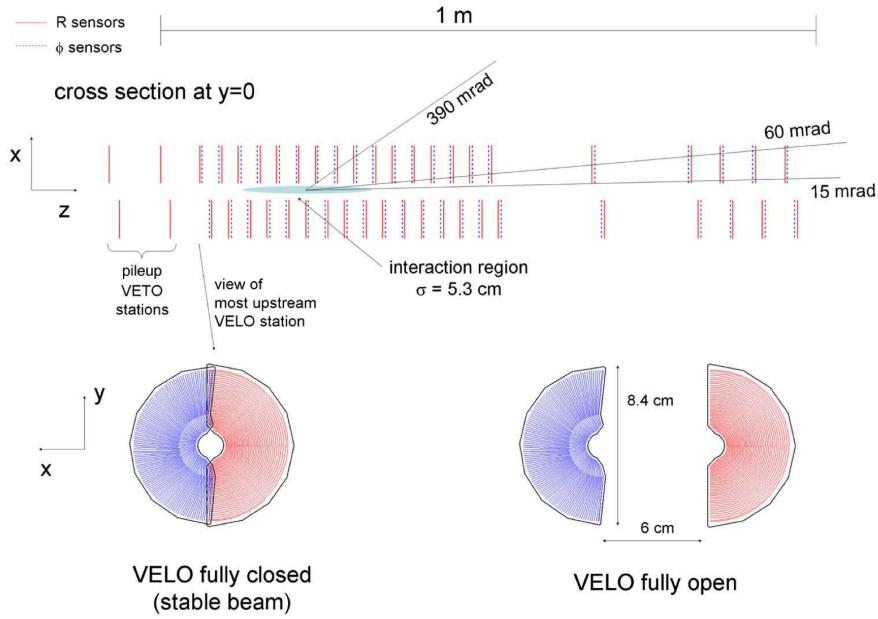 R sensors
1 m
ϕ sensors
cross section at y=0
390 mrad
60 mrad
x
15 mrad
z
interaction region
σ = 5.3 cm
pileup
VETO
stations
view of
most upstream
VELO station
y
x
8.4 cm
6 cm
VELO fully closed
(stable beam)
VELO fully open